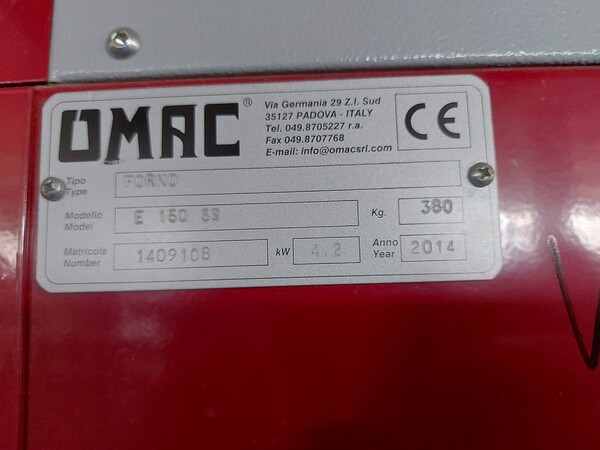 OMAC®
Via Germania 29 Z.I. Sud
35127 PADOVA - ITALY
Tel. 049.8705227 r.a.
Fax 049.8707768
E-mail: info@omacsrl.com
CE
Tipo
Type FORNO
Modello
Model E 150 SS Kg. 380
Matricola
Number 1409108 kW 4.2 Anno
Year 2014